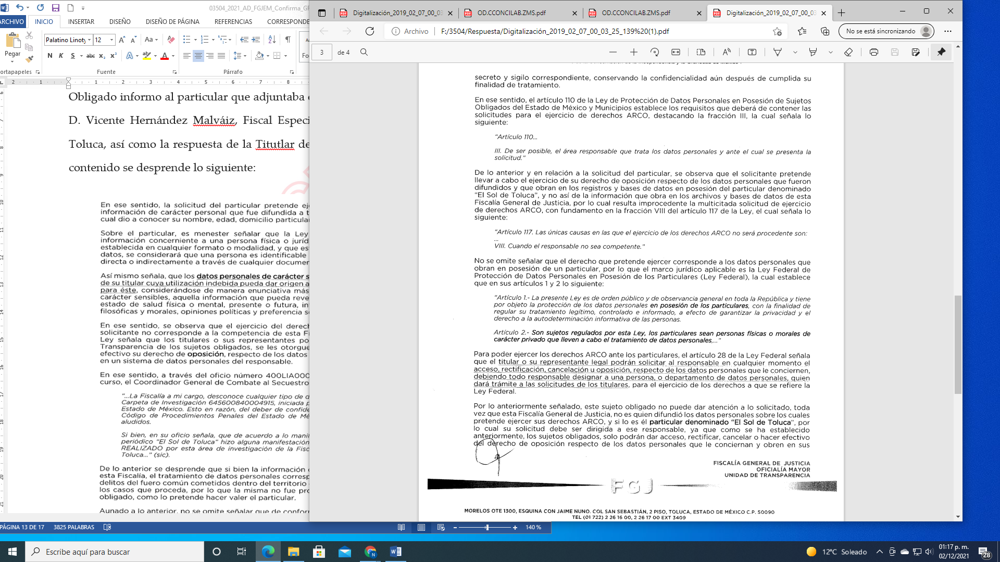 03504_2021_AD_FGJEM_Confirma_GF
ARCHIVO INICIO INSERTAR DISEÑO DISEÑO DE PÁGINA REFERENCIAS CORRESPONDE
Palatino Linoty 12
Pegar
N K S abc x₂ x² A A
ortapapeles Fuente Párrafo
2 1 1 2 3 4 5 6 7 8
Obligado informo al particular que adjuntaba
D. Vicente Hernández Malváiz, Fiscal Especi
Toluca, así como la respuesta de la Titutlar de
contenido se desprende lo siguiente:
En ese sentido, la solicitud del particular pretende eje
información de carácter personal que fue difundida a t
cual dio a conocer su nombre, edad, domicilio particular
Sobre el particular, es menester señalar que la Ley
información concerniente a una persona física o juríd
establecida en cualquier formato o modalidad, y que es
datos, se considerará que una persona es identificable
directa o indirectamente a través de cualquier documen
Así mismo señala, que los datos personales de carácter s
de su titular cuya utilización indebida pueda dar origen a
para éste, considerándose de manera enunciativa más
carácter sensibles, aquella información que pueda reve
estado de salud física o mental, presente o futura, in
filosóficas y morales, opiniones políticas y preferencia se
En ese sentido, se observa que el ejercicio del derech
solicitante no corresponde a la competencia de esta Fi
Ley señala que los titulares o sus representantes po
Transparencia de los sujetos obligados, se les otorgue
efectivo su derecho de oposición, respecto de los datos
en un sistema de datos personales del responsable.
En ese sentido, a través del oficio número 400LIA000
curso, el Coordinador General de Combate al Secuestro
"...La Fiscalía a mi cargo, desconoce cualquier tipo de d
Carpeta de Investigación 645600840004915, iniciada p
Estado de México. Esto en razón, del deber de confide
Código de Procedimientos Penales del Estado de Mé
aludidos.
Si bien, en su oficio señala, que de acuerdo a lo mani
periódico "El Sol de Toluca" hizo alguna manifestación
REALIZADO por esta área de investigación de la Fisc
Toluca..." (sic).
De lo anterior se desprende que si bien la información
esta Fiscalía, el tratamiento de datos personales corresp
delitos del fuero común cometidos dentro del territorio
los casos que proceda, por lo que la misma no fue pro
obligado, como lo pretende hacer valer el particular.
Aunado a lo anterior, no se omite señalar que de confor
PÁGINA 13 DE 17 3825 PALABRAS 140 %
Digitalización_2019_02_07_00_03 OD.CCONCILAB.ZMS.pdf OD.CCONCILAB.ZMS.pdf Digitalización_2019_02_07_00_03
Archivo F:/3504/Respuesta/Digitalización_2019_02_07_00_03_25_139%20(1).pdf No se está sincronizando
3 de 4
secreto y sigilo correspondiente, conservando la confidencialidad aún después de cumplida su
finalidad de tratamiento.
En ese sentido, el artículo 110 de la Ley de Protección de Datos Personales en Posesión de Sujetos
Obligados del Estado de México y Municipios establece los requisitos que deberá de contener las
solicitudes para el ejercicio de derechos ARCO, destacando la fracción III, la cual señala lo
siguiente:
"Artículo 110...
III. De ser posible, el área responsable que trata los datos personales y ante el cual se presenta la
solicitud."
De lo anterior y en relación a la solicitud del particular, se observa que el solicitante pretende
llevar a cabo el ejercicio de su derecho de oposición respecto de los datos personales que fueron
difundidos y que obran en los registros y bases de datos en posesión del particular denominado
"El Sol de Toluca", y no así de la información que obra en los archivos y bases de datos de esta
Fiscalía General de Justicia, por lo cual resulta improcedente la multicitada solicitud de ejercicio
de derechos ARCO, con fundamento en la fracción VIII del artículo 117 de la Ley, el cual señala lo
siguiente:
"Artículo 117. Las únicas causas en las que el ejercicio de los derechos ARCO no será procedente son:
...
VIII. Cuando el responsable no sea competente."
No se omite señalar que el derecho que pretende ejercer corresponde a los datos personales que
obran en posesión de un particular, por lo que el marco jurídico aplicable es la Ley Federal de
Protección de Datos Personales en Posesión de los Particulares (Ley Federal), la cual establece
que en sus artículos 1 y 2 lo siguiente:
"Artículo 1.- La presente Ley es de orden público y de observancia general en toda la República y tiene
por objeto la protección de los datos personales en posesión de los particulares, con la finalidad de
regular su tratamiento legítimo, controlado e informado, a efecto de garantizar la privacidad y el
derecho a la autodeterminación informativa de las personas.
Artículo 2.- Son sujetos regulados por esta Ley, los particulares sean personas físicas o morales de
carácter privado que lleven a cabo el tratamiento de datos personales,..."
Para poder ejercer los derechos ARCO ante los particulares, el artículo 28 de la Ley Federal señala
que el titular o su representante legal podrán solicitar al responsable en cualquier momento el
acceso, rectificación, cancelación u oposición, respecto de los datos personales que le conciernen,
debiendo todo responsable designar a una persona, o departamento de datos personales, quien
dará trámite a las solicitudes de los titulares, para el ejercicio de los derechos a que se refiere la
Ley Federal.
Por lo anteriormente señalado, este sujeto obligado no puede dar atención a lo solicitado, toda
vez que esta Fiscalía General de Justicia, no es quien difundió los datos personales sobre los cuales
pretende ejercer sus derechos ARCO, y si lo es él particular denominado "El Sol de Toluca", por
lo cual su solicitud debe ser dirigida a ese responsable, ya que como se ha establecido
anteriormente, los sujetos obligados, solo podrán dar acceso, rectificar, cancelar o hacer efectivo
del derecho de oposición respecto de los datos personales que le conciernan y obren en sus
FISCALÍA GENERAL DE JUSTICIA
OFICIALÍA MAYOR
UNIDAD DE TRANSPARENCIA
FGJ
MORELOS OTE 1300, ESQUINA CON JAIME NUNO. COL SAN SEBASTIÁN, 2 PISO, TOLUCA, ESTADO DE MÉXICO C.P. 50090
TEL (01 722) 2 26 16 00, 2 26 17 00 EXT 3409
Escribe aquí para buscar
12°C Soleado
01:17 p. m.
02/12/2021
28